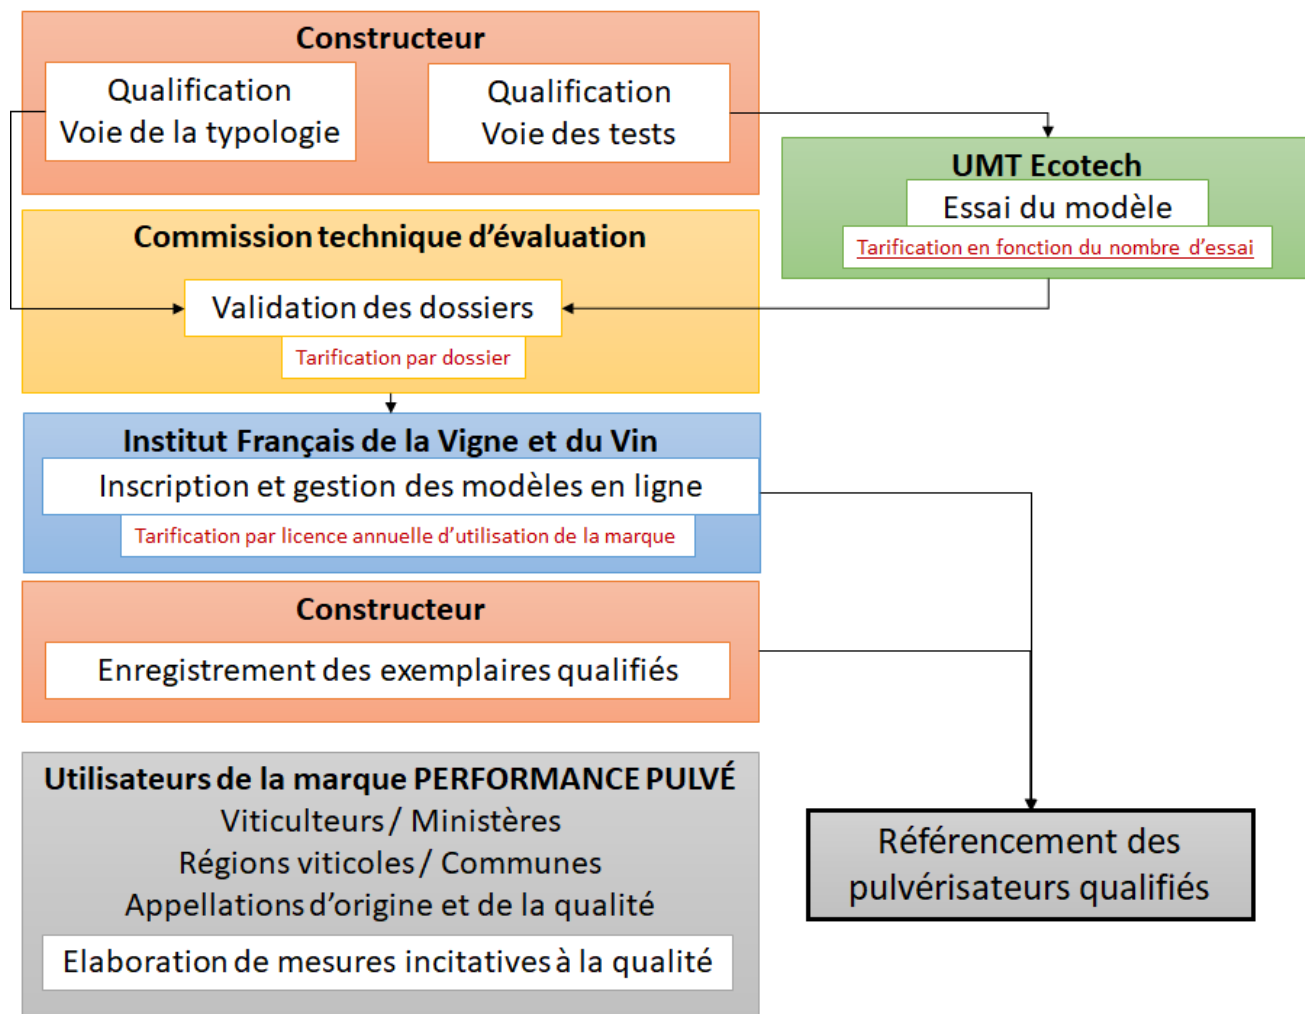 Constructeur
Qualification
Voie de la typologie
Qualification
Voie des tests
UMT Ecotech
Essai du modèle
Tarification en fonction du nombre d'essai
Commission technique d'évaluation
Validation des dossiers
Tarification par dossier
Institut Français de la Vigne et du Vin
Inscription et gestion des modèles en ligne
Tarification par licence annuelle d'utilisation de la marque
Constructeur
Enregistrement des exemplaires qualifiés
Utilisateurs de la marque PERFORMANCE PULVÉ
Viticulteurs / Ministères
Régions viticoles / Communes
Appellations d'origine et de la qualité
Elaboration de mesures incitatives à la qualité
Référencement des
pulvérisateurs qualifiés